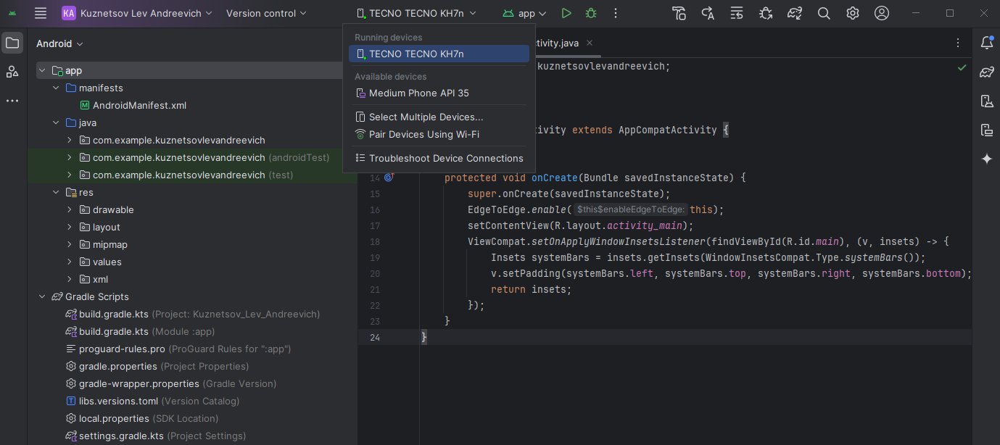 KA Kuznetsov Lev Andreevich Version control TECNO TECNO KH7n app
Android
app
manifests
AndroidManifest.xml
java
com.example.kuznetsovlevandreevich
com.example.kuznetsovlevandreevich (androidTest)
com.example.kuznetsovlevandreevich (test)
res
drawable
layout
mipmap
values
xml
Gradle Scripts
build.gradle.kts (Project: Kuznetsov_Lev_Andreevich)
build.gradle.kts (Module :app)
proguard-rules.pro (ProGuard Rules for ":app")
gradle.properties (Project Properties)
gradle-wrapper.properties (Gradle Version)
libs.versions.toml (Version Catalog)
local.properties (SDK Location)
settings.gradle.kts (Project Settings)
Running devices
TECNO TECNO KH7n
Available devices
Medium Phone API 35
Select Multiple Devices...
Pair Devices Using Wi-Fi
Troubleshoot Device Connections
tivity.java
kuznetsovlevandreevich;
ivity extends AppCompatActivity {
14 protected void onCreate(Bundle savedInstanceState) {
15 super.onCreate(savedInstanceState);
16 EdgeToEdge.enable( $this$enableEdgeToEdge: this);
17 setContentView(R.layout.activity_main);
18 ViewCompat.setOnApplyWindowInsetsListener(findViewById(R.id.main), (v, insets) -> {
19 Insets systemBars = insets.getInsets(WindowInsetsCompat.Type.systemBars());
20 v.setPadding(systemBars.left, systemBars.top, systemBars.right, systemBars.bottom);
21 return insets;
22 });
23 }
24 }